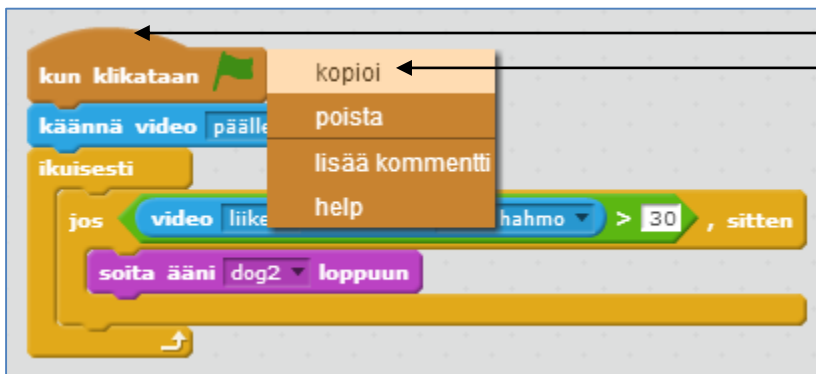 kun klikataan
kopioi
käännä video päälle
poista
ikuisesti
lisää kommentti
help
jos video liike hahmo > 30 , sitten
soita ääni dog2 loppuun